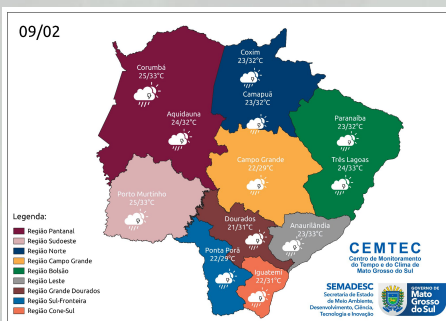 09/02
Corumbá
25/33°C
Aquidauna
24/32°C
Coxim
23/32°C
Camapuã
23/32°C
Paranaíba
23/32°C
Três Lagoas
24/33°C
Campo Grande
22/29°C
Porto Murtinho
25/33°C
Dourados
21/31°C
Anaurilândia
23/33°C
Ponta Porã
22/29°C
Iguatemi
22/31°C
Legenda:
Região Pantanal
Região Sudoeste
Região Norte
Região Campo Grande
Região Bolsão
Região Leste
Região Grande Dourados
Região Sul-Fronteira
Região Cone-Sul
CEMTEC
Centro de Monitoramento
do Tempo e do Clima de
Mato Grosso do Sul
SEMADESC
Secretaria de Estado
de Meio Ambiente,
Desenvolvimento, Ciência,
Tecnologia e Inovação
GOVERNO DE
Mato
Grosso
do Sul